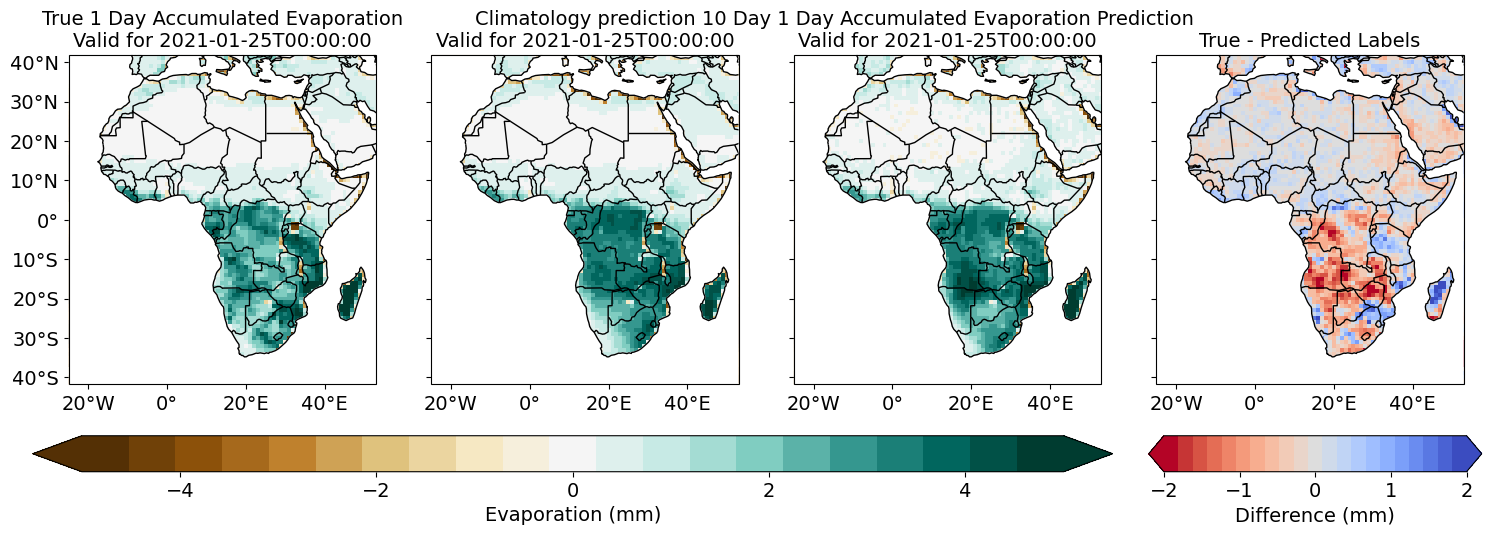 True 1 Day Accumulated Evaporation
Valid for 2021-01-25T00:00:00
Climatology prediction 10 Day 1 Day Accumulated Evaporation Prediction
Valid for 2021-01-25T00:00:00
Valid for 2021-01-25T00:00:00
True - Predicted Labels
40°N
30°N
20°N
10°N
0°
10°S
20°S
30°S
40°S
20°W 0° 20°E 40°E
20°W 0° 20°E 40°E
20°W 0° 20°E 40°E
20°W 0° 20°E 40°E
−4 −2 0 2 4
Evaporation (mm)
−2 −1 0 1 2
Difference (mm)